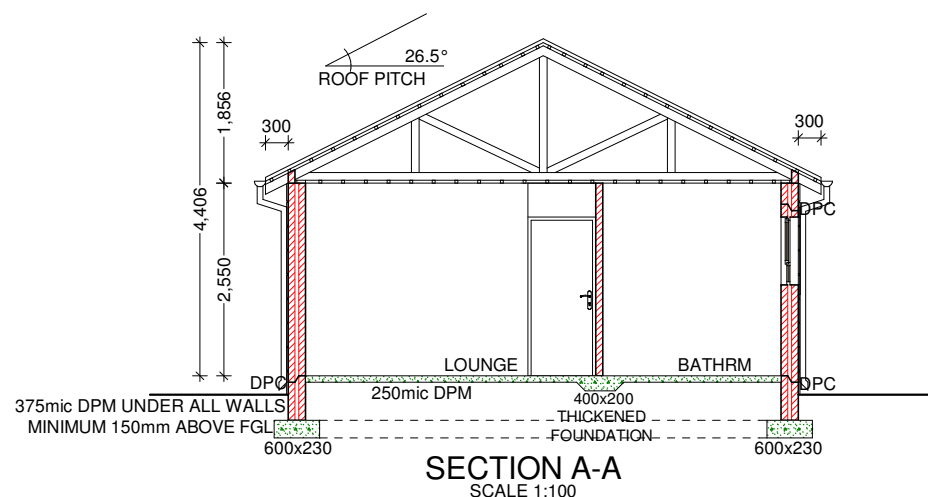 26.5°
ROOF PITCH
1,856
300
300
4,406
DPC
2,550
LOUNGE
BATHRM
DPC
250mic DPM
DPC
400x200
375mic DPM UNDER ALL WALLS
THICKENED
MINIMUM 150mm ABOVE FGL
FOUNDATION
600x230
600x230
SECTION A-A
SCALE 1:100